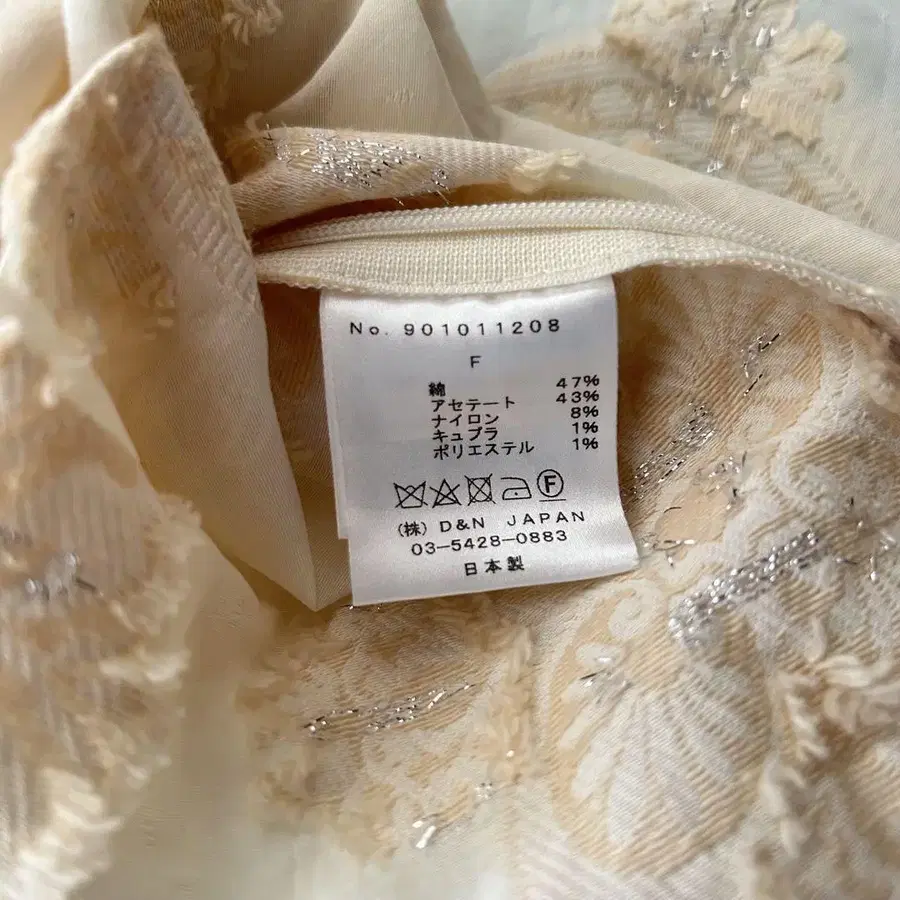 No. 901011208
F
綿 47%
アセテート 43%
ナイロン 8%
キュプラ 1%
ポリエステル 1%
F
(株) D&N JAPAN
03-5428-0883
日本製